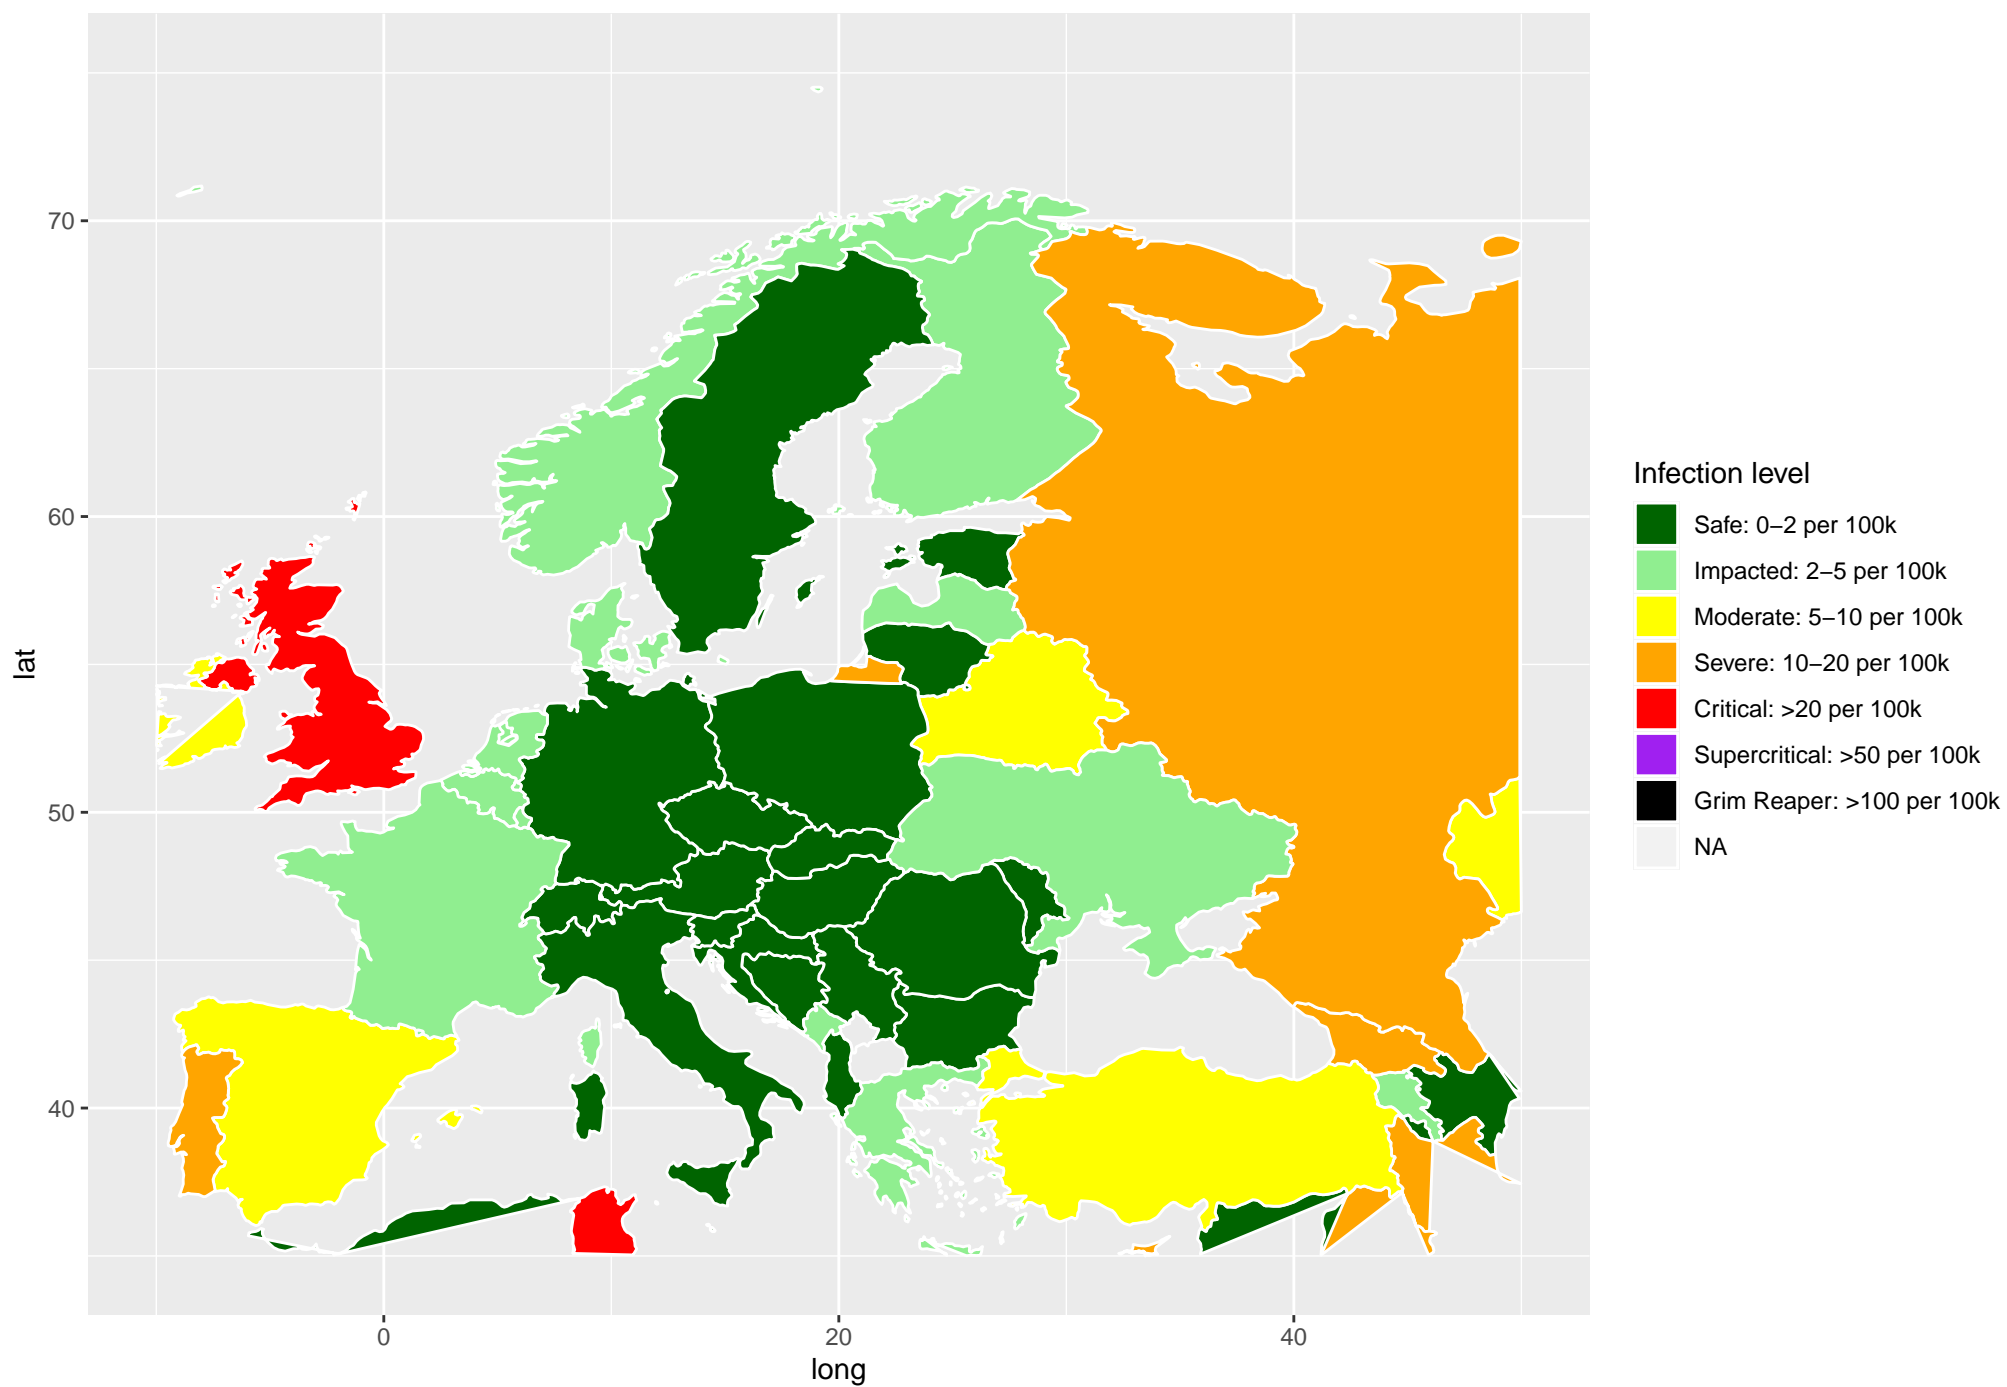 70
60
50
40
lat
0
20
40
long
Infection level
Safe: 0–2 per 100k
Impacted: 2–5 per 100k
Moderate: 5–10 per 100k
Severe: 10–20 per 100k
Critical: >20 per 100k
Supercritical: >50 per 100k
Grim Reaper: >100 per 100k
NA